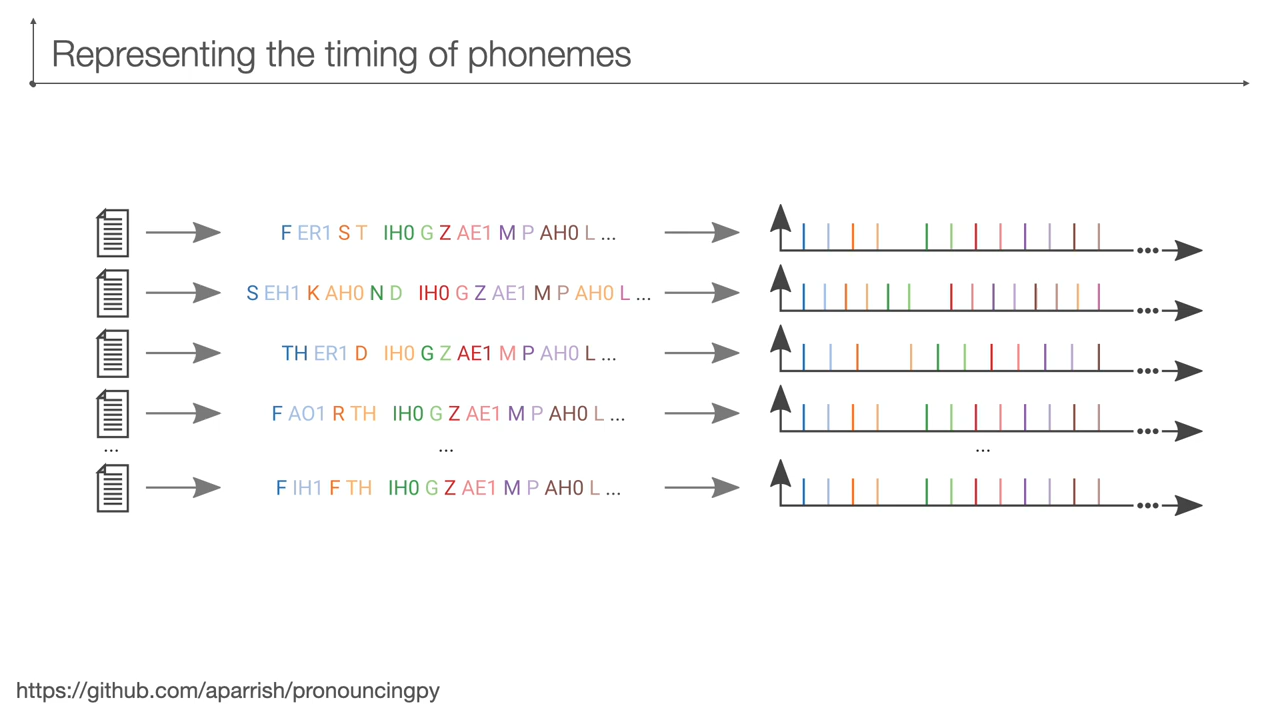 Representing the timing of phonemes
F ER1 S T IH0 G Z AE1 M P AH0 L ...
S EH1 K AH0 N D IH0 G Z AE1 M P AH0 L ...
TH ER1 D IH0 G Z AE1 M P AH0 L ...
F AO1 R TH IH0 G Z AE1 M P AH0 L ...
... ... ...
F IH1 F TH IH0 G Z AE1 M P AH0 L ...
https://github.com/aparrish/pronouncingpy